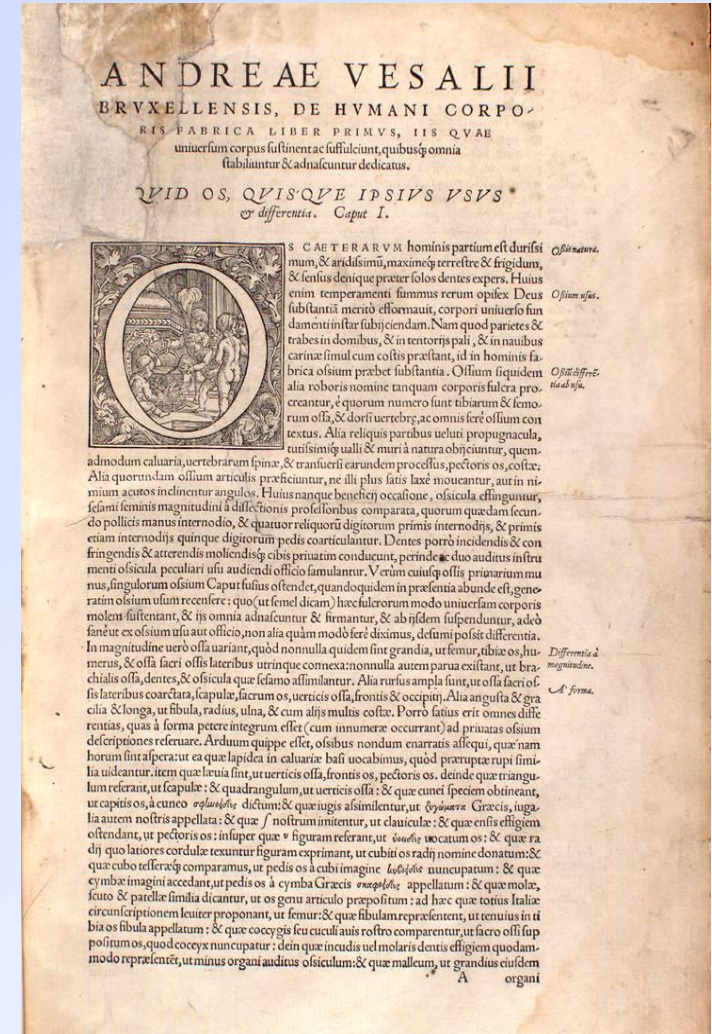 ANDREAE VESALII
BRVXELLENSIS, DE HVMANI CORPO-
RIS FABRICA LIBER PRIMVS, IIS QVAE
uniuersum corpus sustinent ac suffulciunt, quibusq́; omnia
stabiliuntur & adnascuntur dedicatus.
QVID OS, QVISQVE IPSIVS VSVS
& differentia. Caput I.
OS CAETERARVM hominis partium est durissi
mum, & aridissimũ, maximeq́; terrestre & frigidum,
& sensus denique præter solos dentes expers. Huius
enim temperamenti summus rerum opifex Deus
substantiã meritò efformauit, corpori uniuerso fun
damenti instar subijciendam. Nam quod parietes &
trabes in domibus, & in tentorijs pali, & in nauibus
carinæ simul cum costis præstant, id in hominis fa-
brica ossium præbet substantia. Ossium siquidem
alia roboris nomine tanquam corporis fulcra pro-
creantur, è quorum numero sunt tibiarum & femo-
rum ossa, & dorsi uertebrę, ac omnis ferè ossium con
textus. Alia reliquis partibus ueluti propugnacula,
tutissimiq́; ualli & muri à natura obijciuntur, quem-
admodum caluaria, uertebrarum spinæ, & transuersi earundem processus, pectoris os, costæ;
Alia quorundam ossium articulis præficiuntur, ne illi plus satis laxè moueantur, aut in ni-
mium acutos inclinentur angulos. Huius nanque beneficij occasione, ossicula effinguntur,
sesami seminis magnitudini à dissectionis professoribus comparata, quorum quædam secun-
do pollicis manus internodio, & quatuor reliquorũ digitorum primis internodijs, & primis
etiam internodijs quinque digitorum pedis coarticulantur. Dentes porrò incidendis & con
fringendis & atterendis moliendisq́; cibis priuatim conducunt, perinde ac duo auditus instru
menti ossicula peculiari usu audiendi officio famulantur. Verùm cuiusq́; ossis primarium mu
nus, singulorum ossium Caput fusius ostendet, quandoquidem in præsentia abunde est, gene-
ratim ossium usum recensere: quo (ut semel dicam) hæc fulcrorum modo uniuersam corporis
molem sustentant, & ijs omnia adnascuntur & firmantur, & ab ijsdem suspenduntur, adeò
sanè ut ex ossium usu aut officio, non alia quàm modò ferè diximus, desumi possit differentia.
In magnitudine uerò ossa uariant, quòd nonnulla quidem sint grandia, ut femur, tibiæ os, hu-
merus, & ossa sacri ossis lateribus utrinque connexa: nonnulla autem parua existant, ut bra-
chialis ossa, dentes, & ossicula quæ sesamo assimilantur. Alia rursus ampla sunt, ut ossa sacri os-
sis lateribus coarctata, scapulæ, sacrum os, uerticis ossa, frontis & occipitij. Alia angusta & gra
cilia & longa, ut fibula, radius, ulna, & cum alijs multis costæ. Porrò satius erit omnes diffe
rentias, quas à forma petere integrum esset (cum innumeræ occurrant) ad priuatas ossium
descriptiones reseruare. Arduum quippe esset, ossibus nondum enarratis assequi, quæ nam
horum sint aspera: ut ea quæ lapidea in caluariæ basi uocabimus, quòd præruptæ rupi simi-
lia uideantur. item quæ læuia sint, ut uerticis ossa, frontis os, pectoris os. deinde quæ triangu-
lum referant, ut scapulæ: & quadrangulum, ut uerticis ossa: & quæ cunei speciem obtineant,
ut capitis os, à cuneo σφωοφδὴς dictum: & quæ iugis assimilentur, ut ζυγώματα Græcis, iuga-
lia autem nostris appellata: & quæ ſ nostrum imitentur, ut clauiculæ: & quæ ensis effigiem
ostendant, ut pectoris os: insuper quæ υ figuram referant, ut ὑοειδὲς uocatum os: & quæ ra
dij quo latiores cordulæ texuntur figuram exprimant, ut cubiti os radij nomine donatum: &
quæ cubo tesseræq́; comparamus, ut pedis os à cubi imagine κυβοειδὲς nuncupatum: & quæ
cymbæ imagini accedant, ut pedis os à cymba Græcis σκαφοειδὲς appellatum: & quæ molæ,
scuto & patellæ similia dicantur, ut os genu articulo præpositum: ad hæc quæ totius Italiæ
circunscriptionem leuiter proponant, ut femur: & quæ fibulam repræsentent, ut tenuius in ti
bia os fibula appellatum: & quæ coccygis seu cuculi auis rostro comparentur, ut sacro ossi sup
positum os, quod coccyx nuncupatur: dein quæ incudis uel molaris dentis effigiem quodam-
modo repræsentẽt, ut minus organi auditus ossiculum: & quæ malleum, ut grandius eiusdem
A organi
Ossis natura.
Ossium usus.
Ossiũ differẽ-
tia ab usu.
Differentia à
magnitudine.
A' forma.